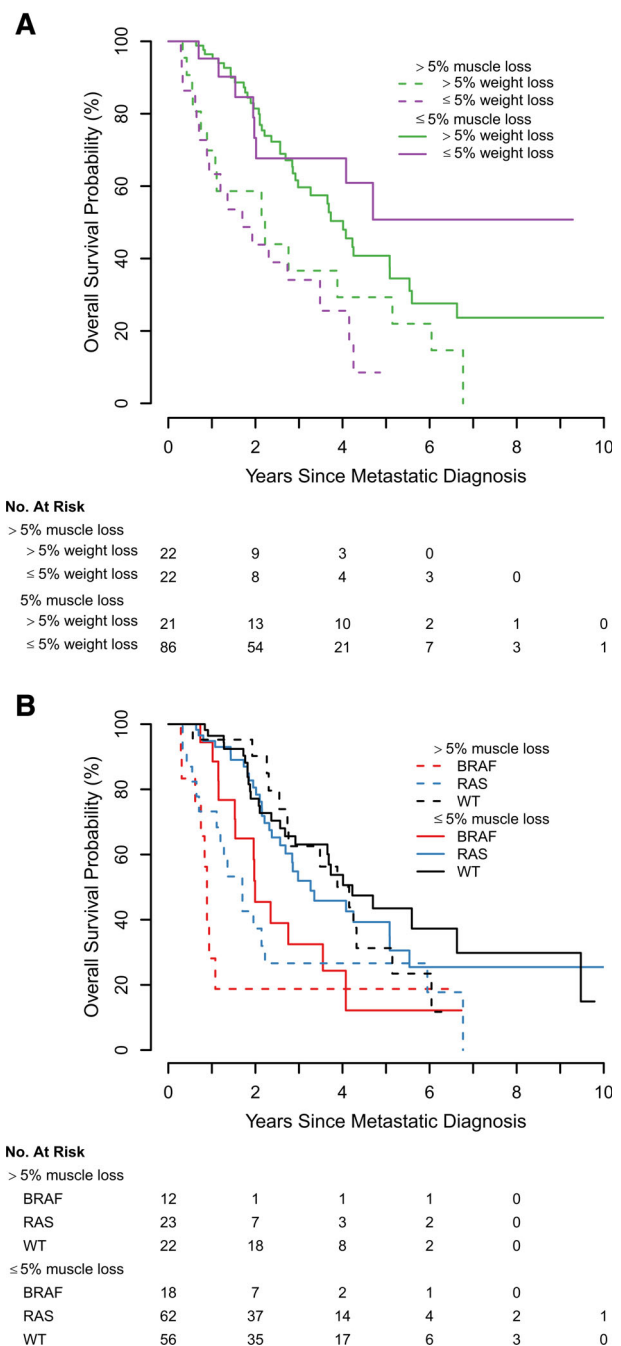 A
100
80
60
40
20
0
Overall Survival Probability (%)
> 5% muscle loss
> 5% weight loss
≤ 5% weight loss
≤ 5% muscle loss
> 5% weight loss
≤ 5% weight loss
0 2 4 6 8 10
Years Since Metastatic Diagnosis
No. At Risk
> 5% muscle loss
> 5% weight loss 22 9 3 0
≤ 5% weight loss 22 8 4 3 0
5% muscle loss
> 5% weight loss 21 13 10 2 1 0
≤ 5% weight loss 86 54 21 7 3 1
B
100
80
60
40
20
0
Overall Survival Probability (%)
> 5% muscle loss
BRAF
RAS
WT
≤ 5% muscle loss
BRAF
RAS
WT
0 2 4 6 8 10
Years Since Metastatic Diagnosis
No. At Risk
> 5% muscle loss
BRAF 12 1 1 1 0
RAS 23 7 3 2 0
WT 22 18 8 2 0
≤ 5% muscle loss
BRAF 18 7 2 1 0
RAS 62 37 14 4 2 1
WT 56 35 17 6 3 0